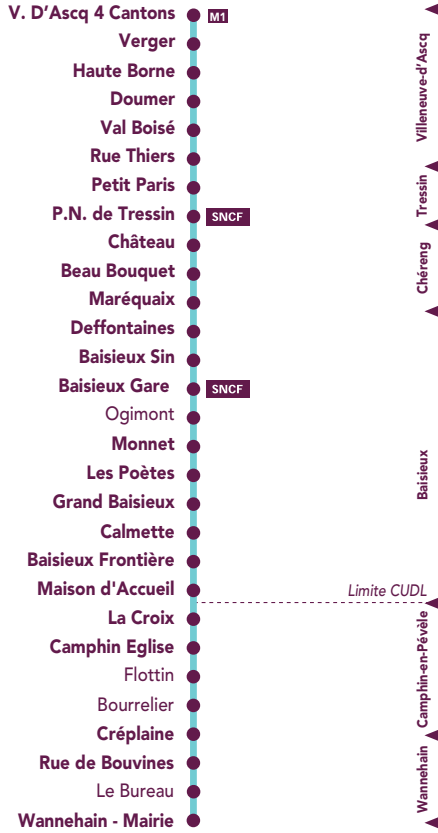 V. D'Ascq 4 Cantons M1
Verger
Haute Borne
Doumer
Val Boisé
Rue Thiers
Petit Paris
P.N. de Tressin SNCF
Château
Beau Bouquet
Maréquaix
Deffontaines
Baisieux Sin
Baisieux Gare SNCF
Ogimont
Monnet
Les Poètes
Grand Baisieux
Calmette
Baisieux Frontière
Maison d'Accueil
Limite CUDL
La Croix
Camphin Eglise
Flottin
Bourrelier
Créplaine
Rue de Bouvines
Le Bureau
Wannehain - Mairie
Villeneuve-d'Ascq
Tressin
Chéreng
Baisieux
Camphin-en-Pévèle
Wannehain